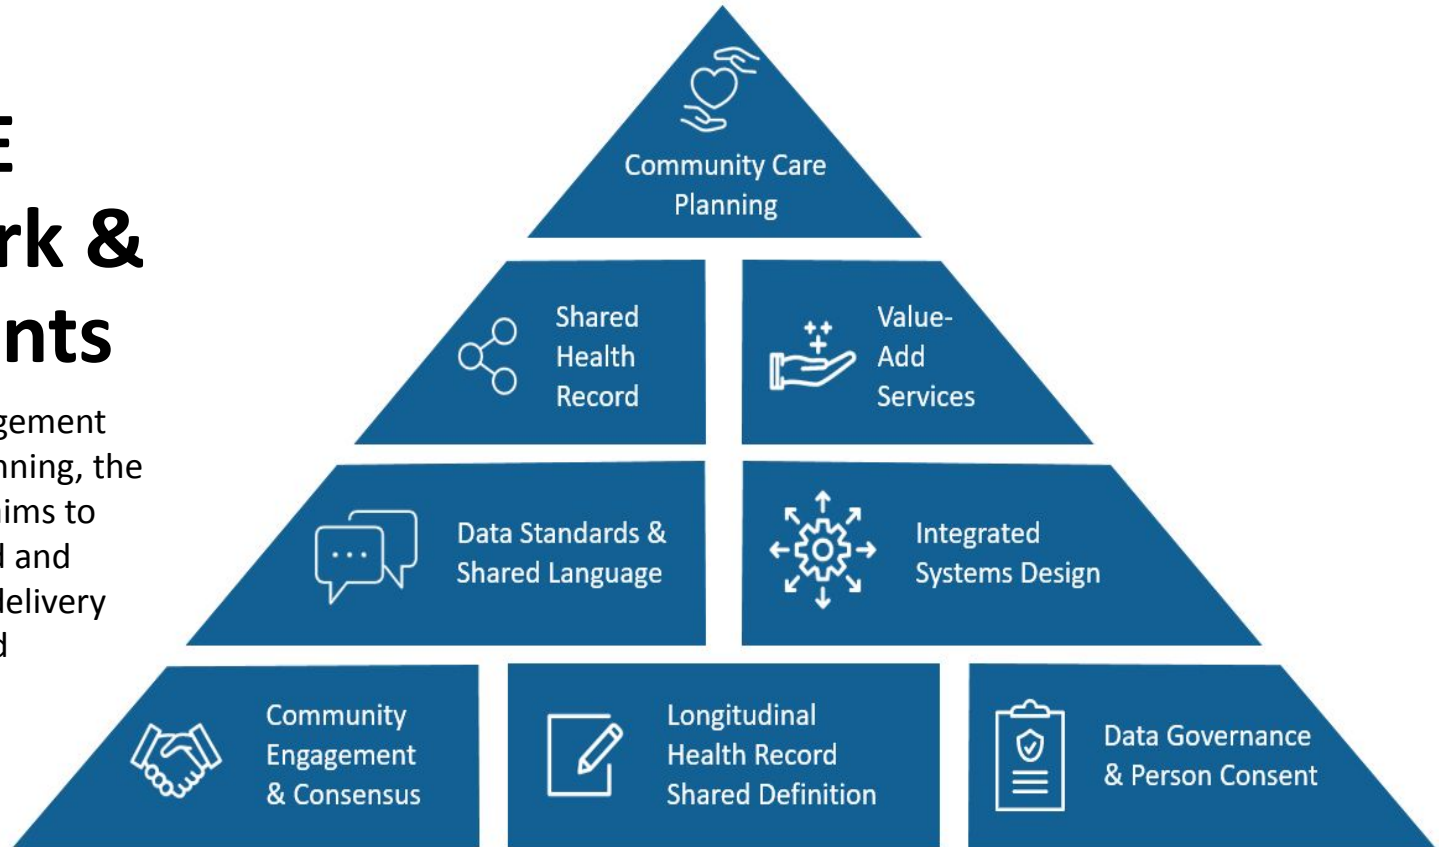 E
rk &
nts
gement
nning, the
aims to
d and
delivery
d
Community Care
Planning
Shared
Health
Record
Value-
Add
Services
Data Standards &
Shared Language
Integrated
Systems Design
Community
Engagement
& Consensus
Longitudinal
Health Record
Shared Definition
Data Governance
& Person Consent